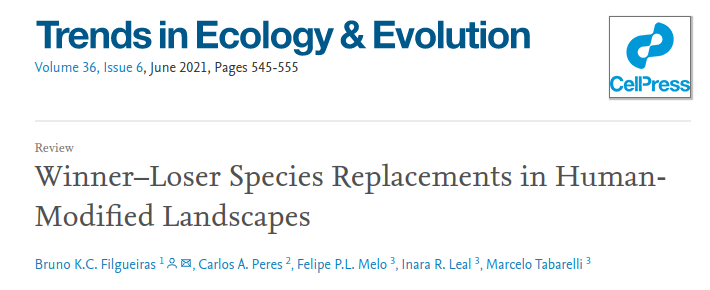 Trends in Ecology & Evolution
Volume 36, Issue 6, June 2021, Pages 545-555
CellPress
Review
Winner–Loser Species Replacements in Human-
Modified Landscapes
Bruno K.C. Filgueiras 1, Carlos A. Peres 2, Felipe P.L. Melo 3, Inara R. Leal 3, Marcelo Tabarelli 3